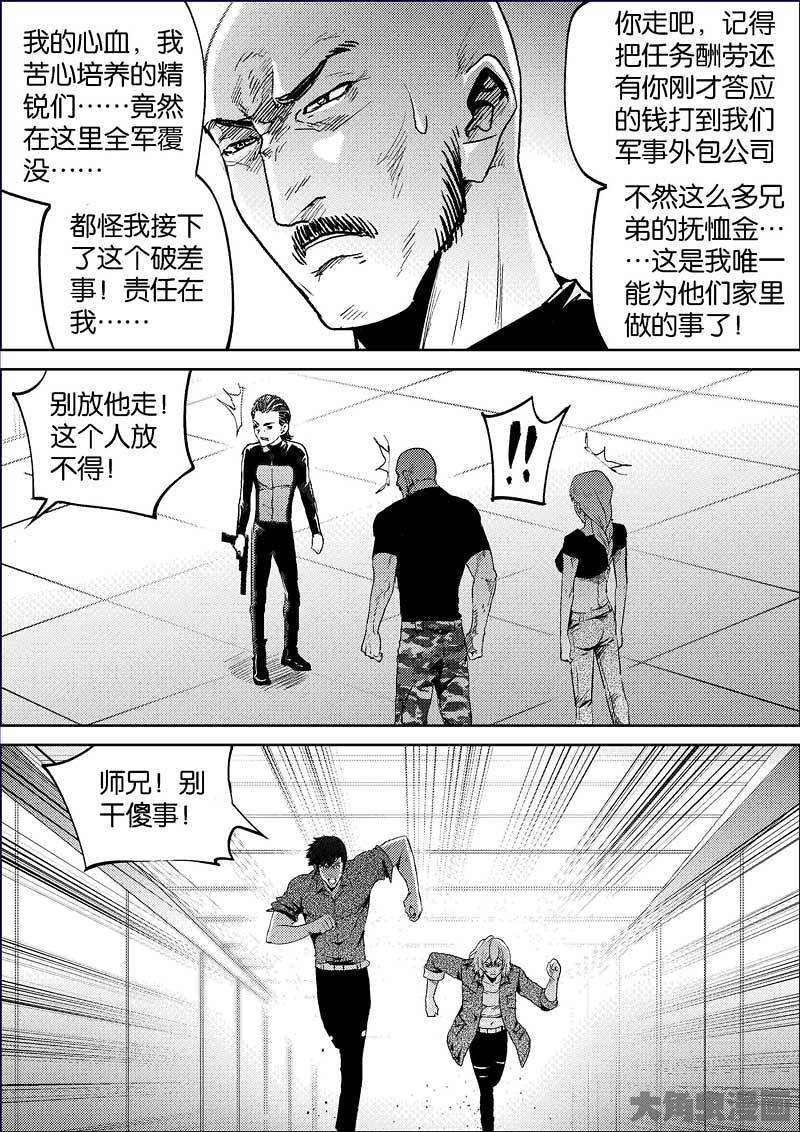 我的心血，我
苦心培养的精
锐们……竟然
在这里全军覆
没……
都怪我接下
了这个破差
事！责任在
我……
你走吧，记得
把任务酬劳还
有你刚才答应
的钱打到我们
军事外包公司
不然这么多兄
弟的抚恤金…
…这是我唯一
能为他们家里
做的事了！
别放他走！
这个人放
不得！
!!
师兄！别
干傻事！
大角虫漫画